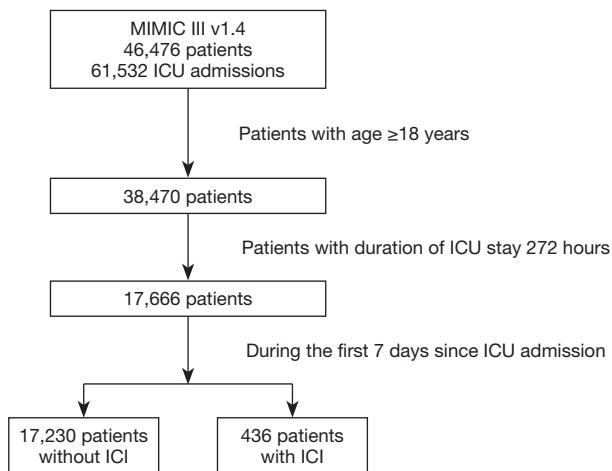 MIMIC III v1.4
46,476 patients
61,532 ICU admissions
Patients with age ≥18 years
38,470 patients
Patients with duration of ICU stay 272 hours
17,666 patients
During the first 7 days since ICU admission
17,230 patients
without ICI
436 patients
with ICI